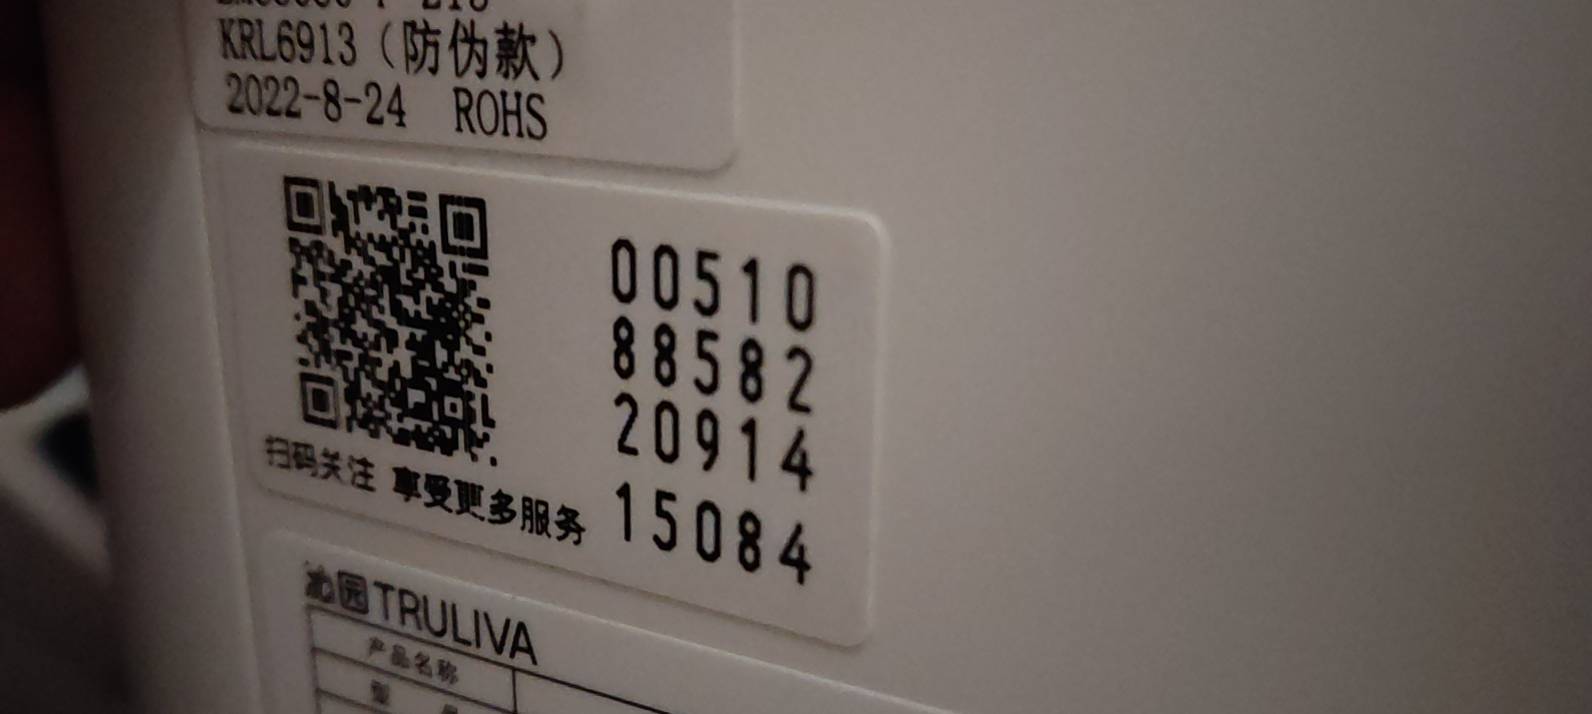 KRL6913（防伪款）
2022-8-24 ROHS
00510
88582
20914
15084
扫码关注 享受更多服务
沁园TRULIVA
产品名称
型